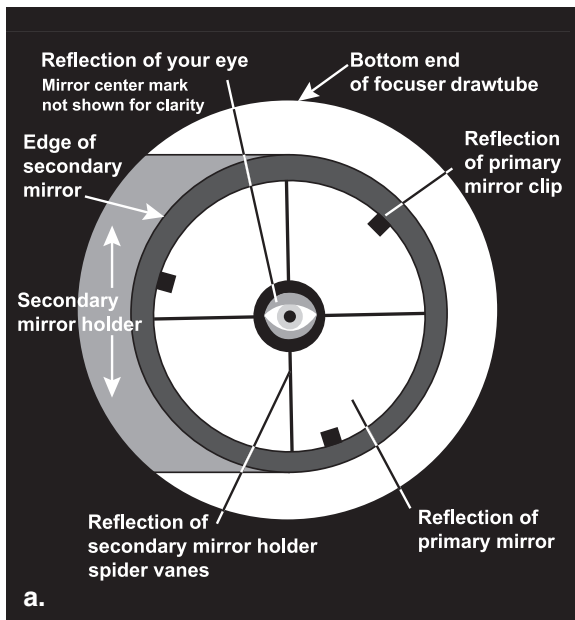 Reflection of your eye
Mirror center mark
not shown for clarity
Bottom end
of focuser drawtube
Edge of
secondary
mirror
Reflection
of primary
mirror clip
Secondary
mirror holder
Reflection of
secondary mirror holder
spider vanes
Reflection of
primary mirror
a.